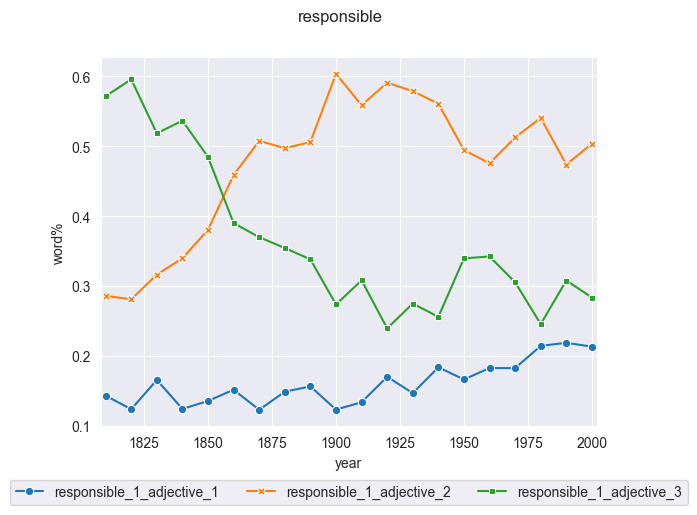 responsible
0.6
0.5
0.4
0.3
0.2
0.1
word%
1825 1850 1875 1900 1925 1950 1975 2000
year
responsible_1_adjective_1 responsible_1_adjective_2 responsible_1_adjective_3